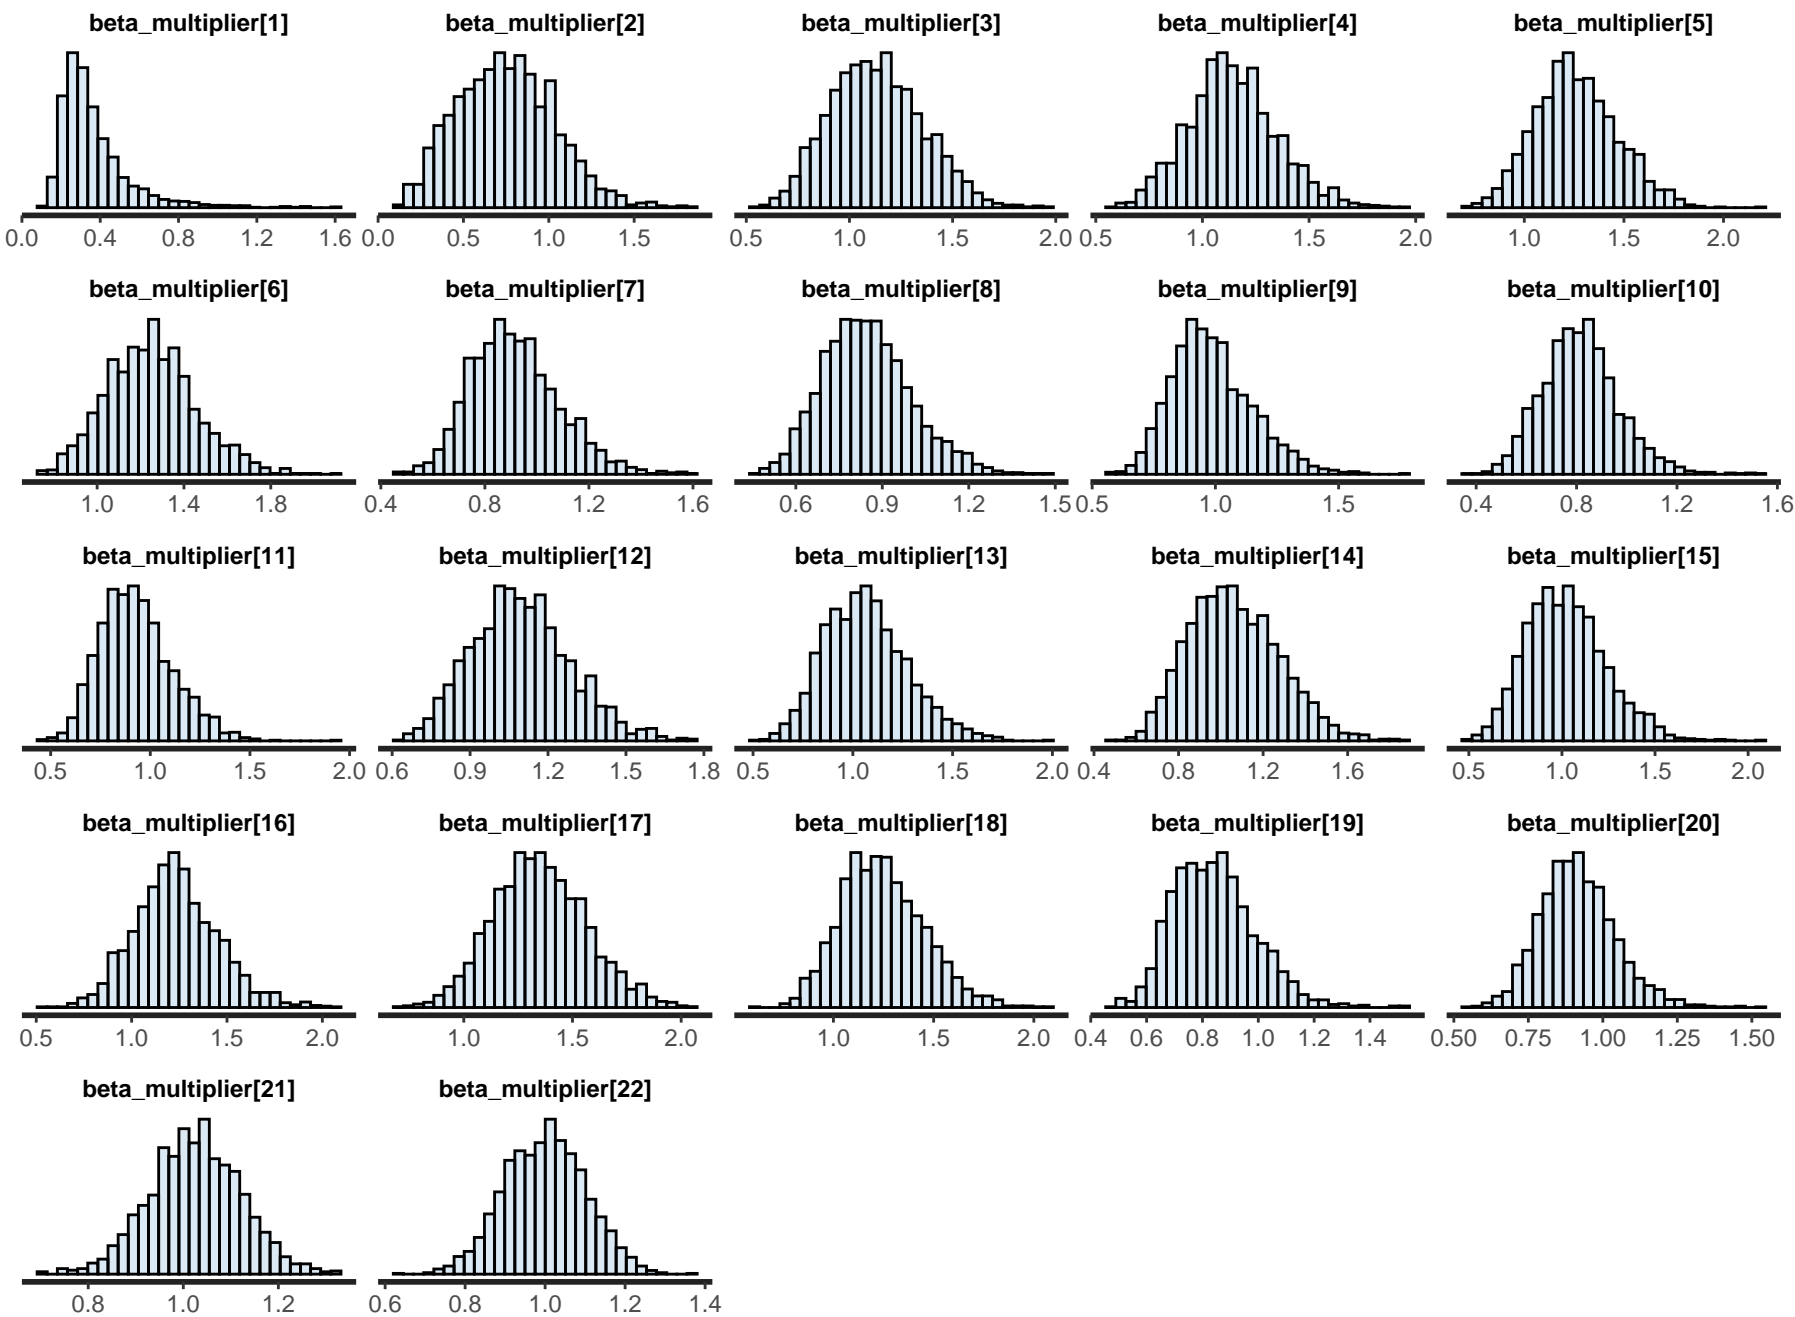 beta_multiplier[1] beta_multiplier[2] beta_multiplier[3] beta_multiplier[4] beta_multiplier[5]
0.0 0.4 0.8 1.2 1.6 0.0 0.5 1.0 1.5 0.5 1.0 1.5 2.0 0.5 1.0 1.5 2.0 1.0 1.5 2.0
beta_multiplier[6] beta_multiplier[7] beta_multiplier[8] beta_multiplier[9] beta_multiplier[10]
1.0 1.4 1.8 0.4 0.8 1.2 1.6 0.6 0.9 1.2 1.5 0.5 1.0 1.5 0.4 0.8 1.2 1.6
beta_multiplier[11] beta_multiplier[12] beta_multiplier[13] beta_multiplier[14] beta_multiplier[15]
0.5 1.0 1.5 2.0 0.6 0.9 1.2 1.5 1.8 0.5 1.0 1.5 2.0 0.4 0.8 1.2 1.6 0.5 1.0 1.5 2.0
beta_multiplier[16] beta_multiplier[17] beta_multiplier[18] beta_multiplier[19] beta_multiplier[20]
0.5 1.0 1.5 2.0 1.0 1.5 2.0 1.0 1.5 2.0 0.4 0.6 0.8 1.0 1.2 1.4 0.50 0.75 1.00 1.25 1.50
beta_multiplier[21] beta_multiplier[22]
0.8 1.0 1.2 0.6 0.8 1.0 1.2 1.4